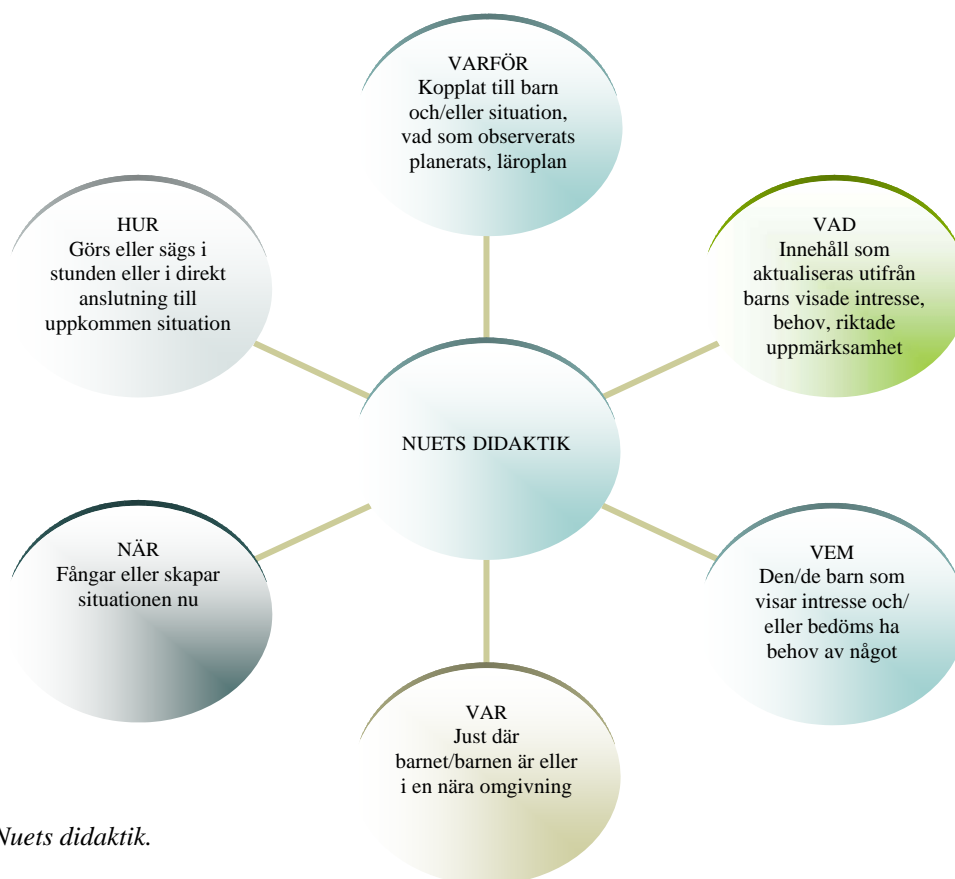 VARFÖR
Kopplat till barn
och/eller situation,
vad som observerats
planerats, läroplan
HUR
Görs eller sägs i
stunden eller i direkt
anslutning till
uppkommen situation
VAD
Innehåll som
aktualiseras utifrån
barns visade intresse,
behov, riktade
uppmärksamhet
NUETS DIDAKTIK
NÄR
Fångar eller skapar
situationen nu
VEM
Den/de barn som
visar intresse och/
eller bedöms ha
behov av något
VAR
Just där
barnet/barnen är eller
i en nära omgivning
Nuets didaktik.